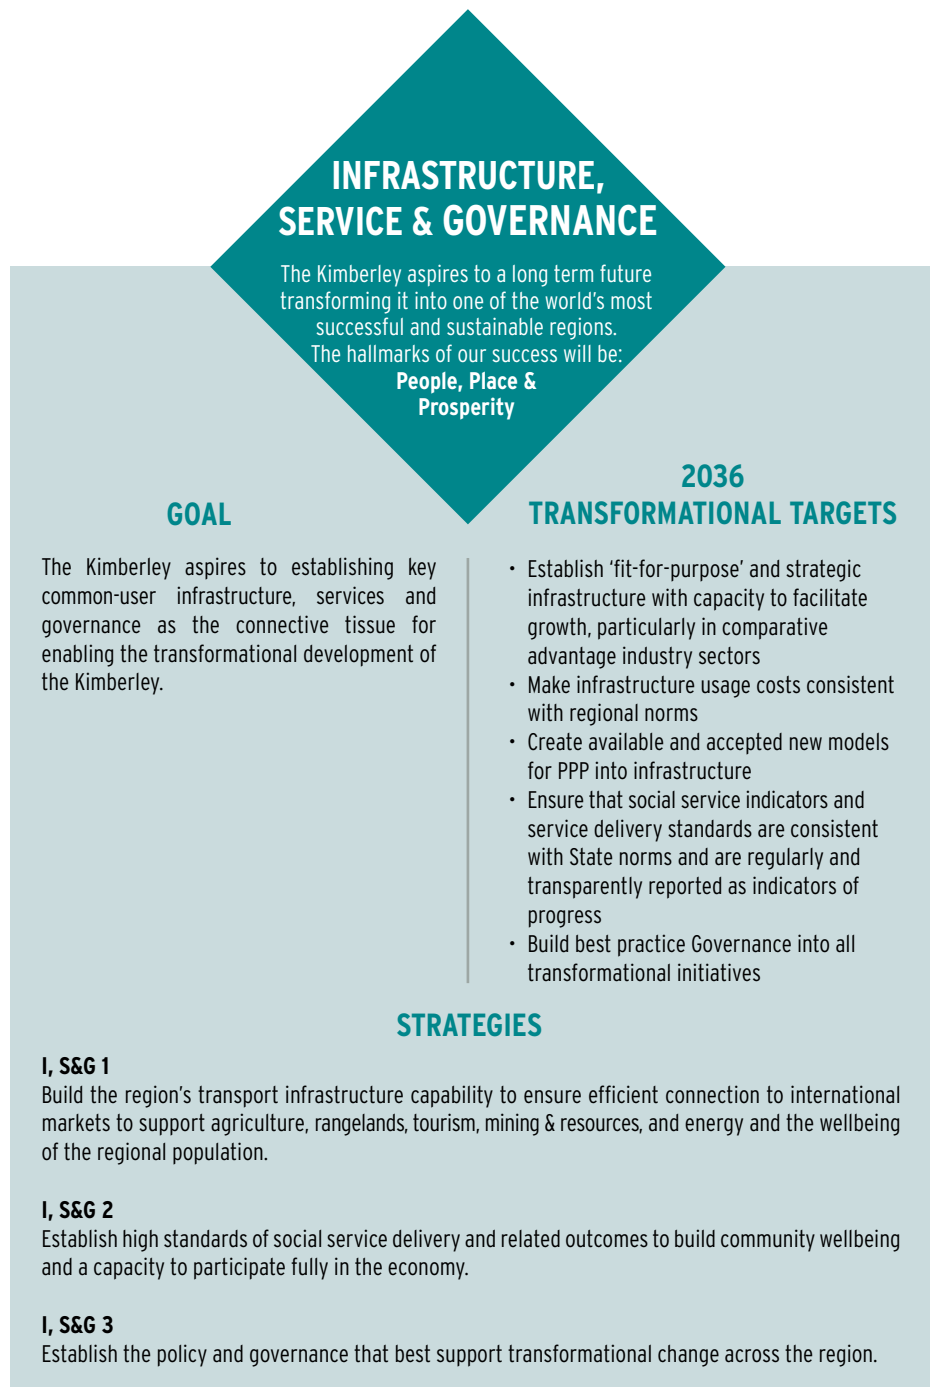 INFRASTRUCTURE,
SERVICE & GOVERNANCE
The Kimberley aspires to a long term future
transforming it into one of the world's most
successful and sustainable regions.
The hallmarks of our success will be:
People, Place &
Prosperity
GOAL
The Kimberley aspires to establishing key
common-user infrastructure, services and
governance as the connective tissue for
enabling the transformational development of
the Kimberley.
2036
TRANSFORMATIONAL TARGETS
• Establish ‘fit-for-purpose’ and strategic
infrastructure with capacity to facilitate
growth, particularly in comparative
advantage industry sectors
• Make infrastructure usage costs consistent
with regional norms
• Create available and accepted new models
for PPP into infrastructure
• Ensure that social service indicators and
service delivery standards are consistent
with State norms and are regularly and
transparently reported as indicators of
progress
• Build best practice Governance into all
transformational initiatives
STRATEGIES
I, S&G 1
Build the region’s transport infrastructure capability to ensure efficient connection to international
markets to support agriculture, rangelands, tourism, mining & resources, and energy and the wellbeing
of the regional population.
I, S&G 2
Establish high standards of social service delivery and related outcomes to build community wellbeing
and a capacity to participate fully in the economy.
I, S&G 3
Establish the policy and governance that best support transformational change across the region.